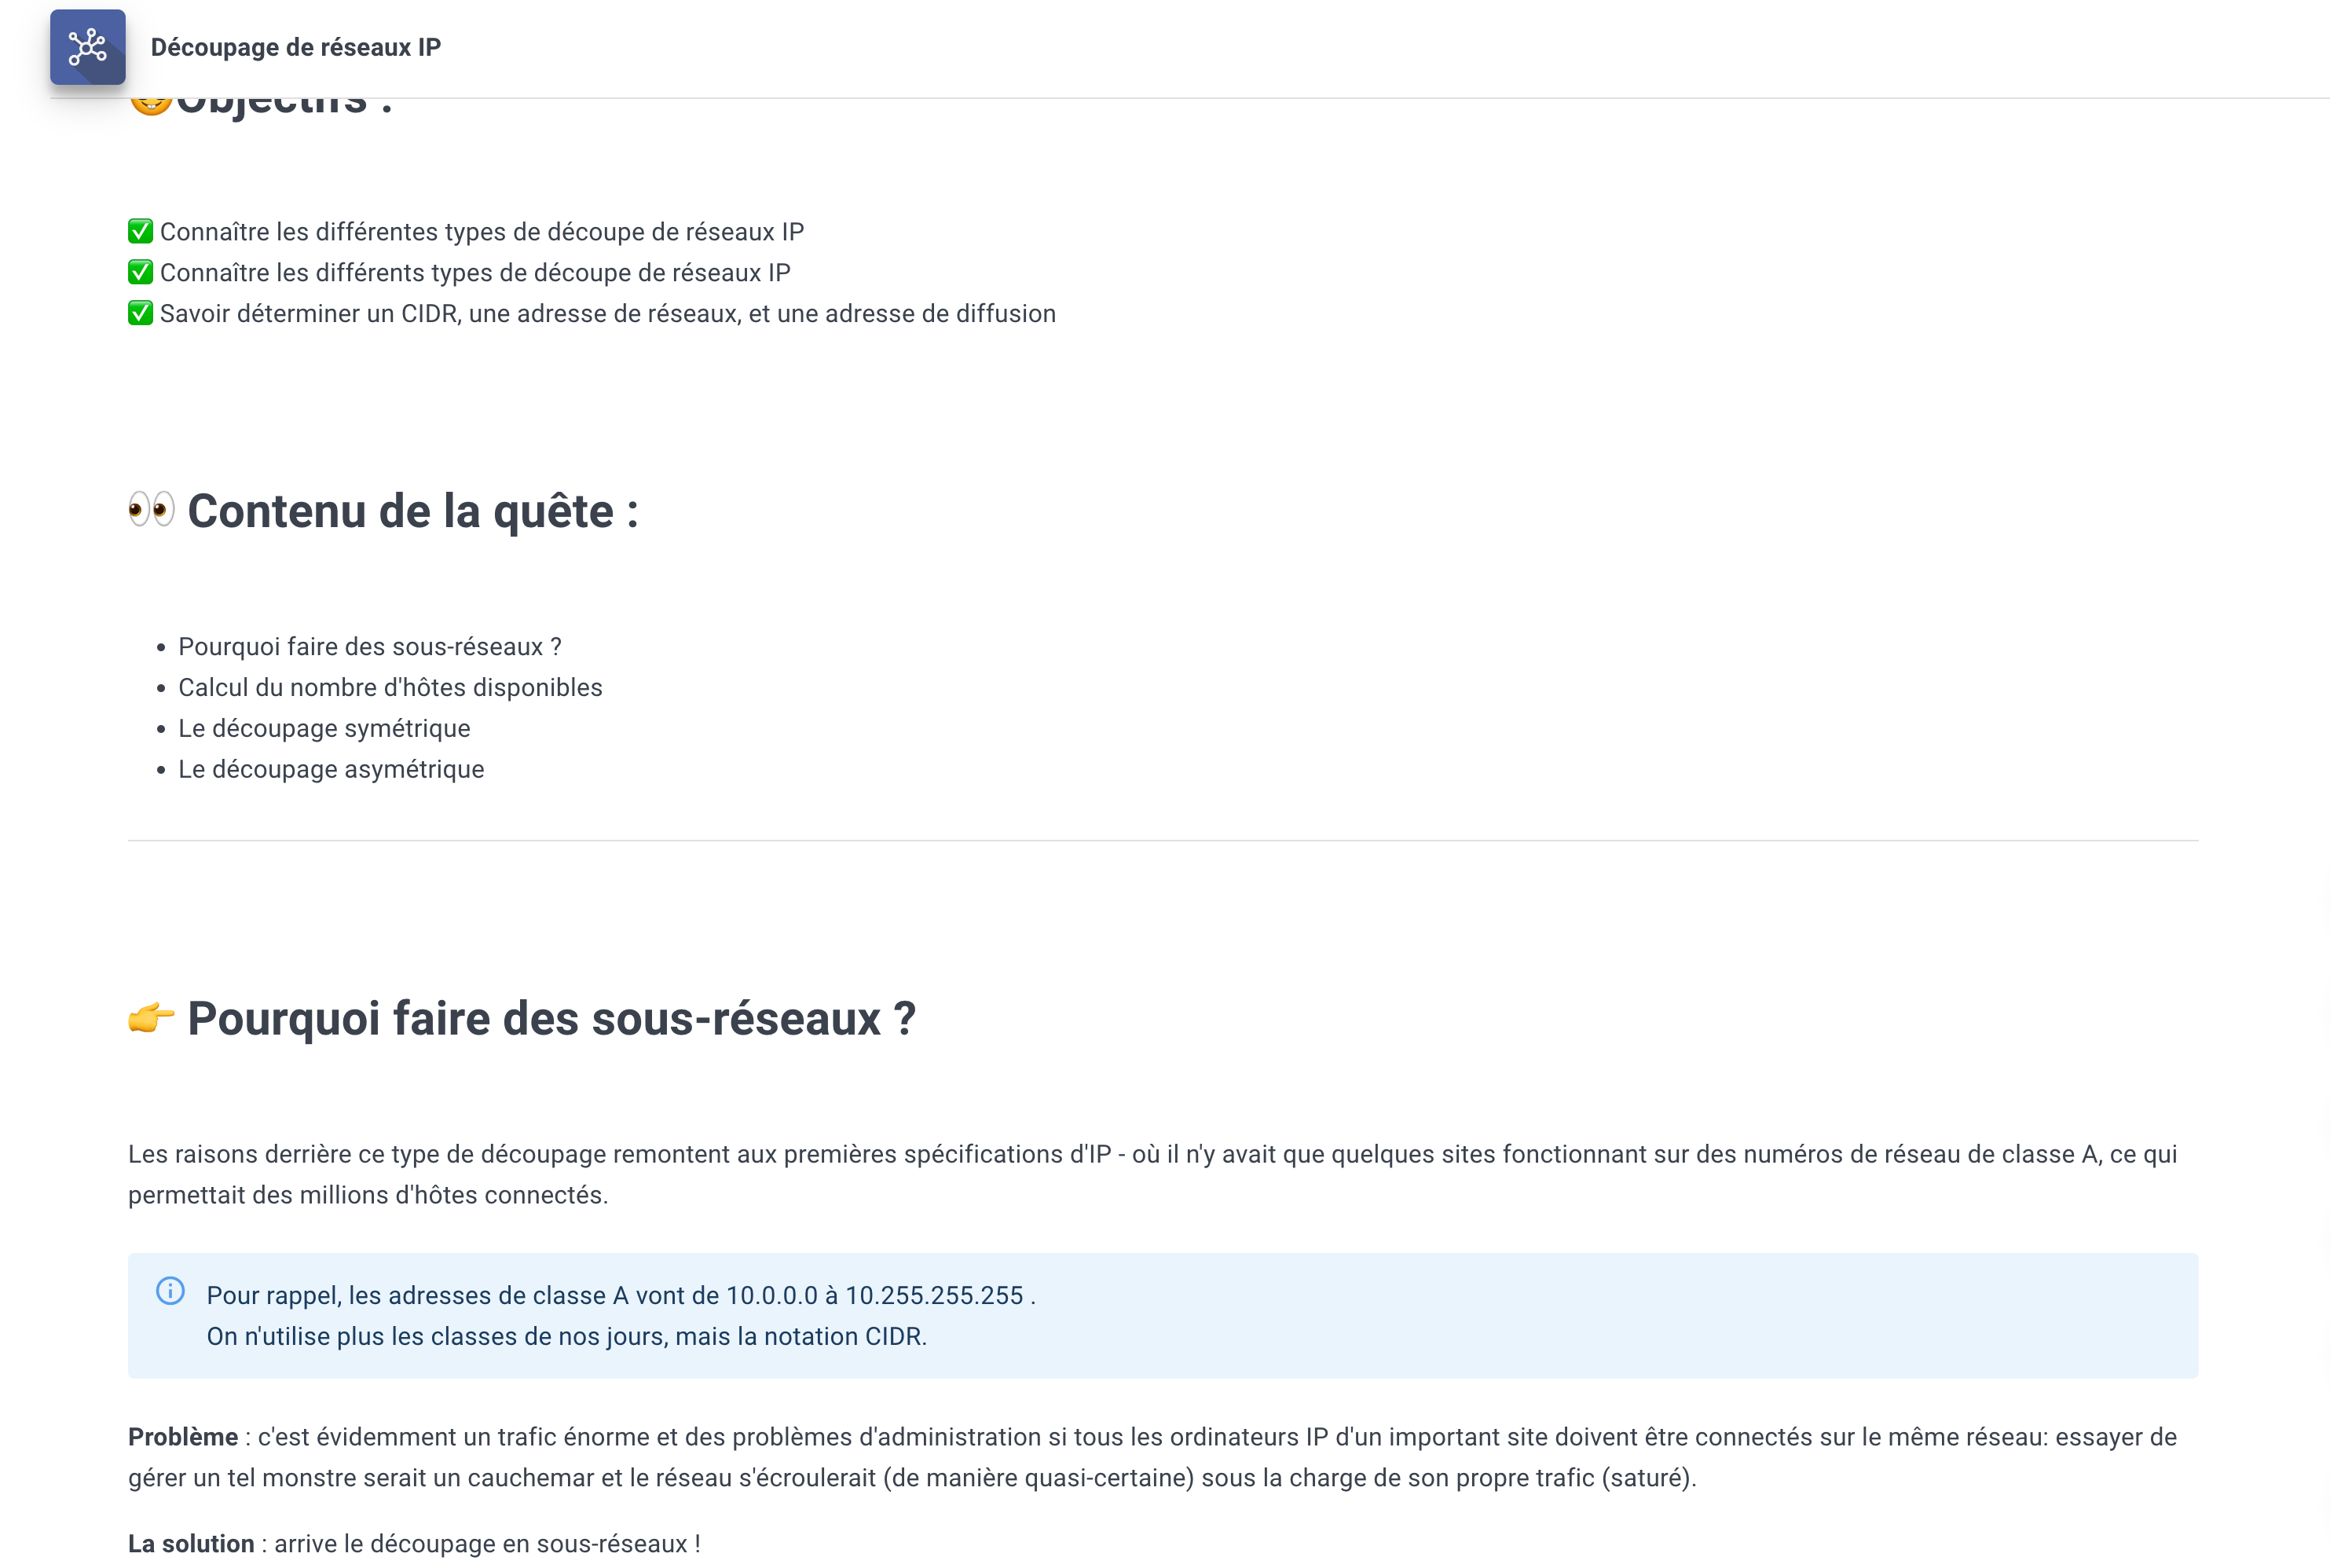 Découpage de réseaux IP
Objectifs :
Connaître les différentes types de découpe de réseaux IP
Connaître les différents types de découpe de réseaux IP
Savoir déterminer un CIDR, une adresse de réseaux, et une adresse de diffusion
Contenu de la quête :
Pourquoi faire des sous-réseaux ?
Calcul du nombre d'hôtes disponibles
Le découpage symétrique
Le découpage asymétrique
Pourquoi faire des sous-réseaux ?
Les raisons derrière ce type de découpage remontent aux premières spécifications d'IP - où il n'y avait que quelques sites fonctionnant sur des numéros de réseau de classe A, ce qui
permettait des millions d'hôtes connectés.
Pour rappel, les adresses de classe A vont de 10.0.0.0 à 10.255.255.255 .
On n'utilise plus les classes de nos jours, mais la notation CIDR.
Problème : c'est évidemment un trafic énorme et des problèmes d'administration si tous les ordinateurs IP d'un important site doivent être connectés sur le même réseau: essayer de
gérer un tel monstre serait un cauchemar et le réseau s'écroulerait (de manière quasi-certaine) sous la charge de son propre trafic (saturé).
La solution : arrive le découpage en sous-réseaux !